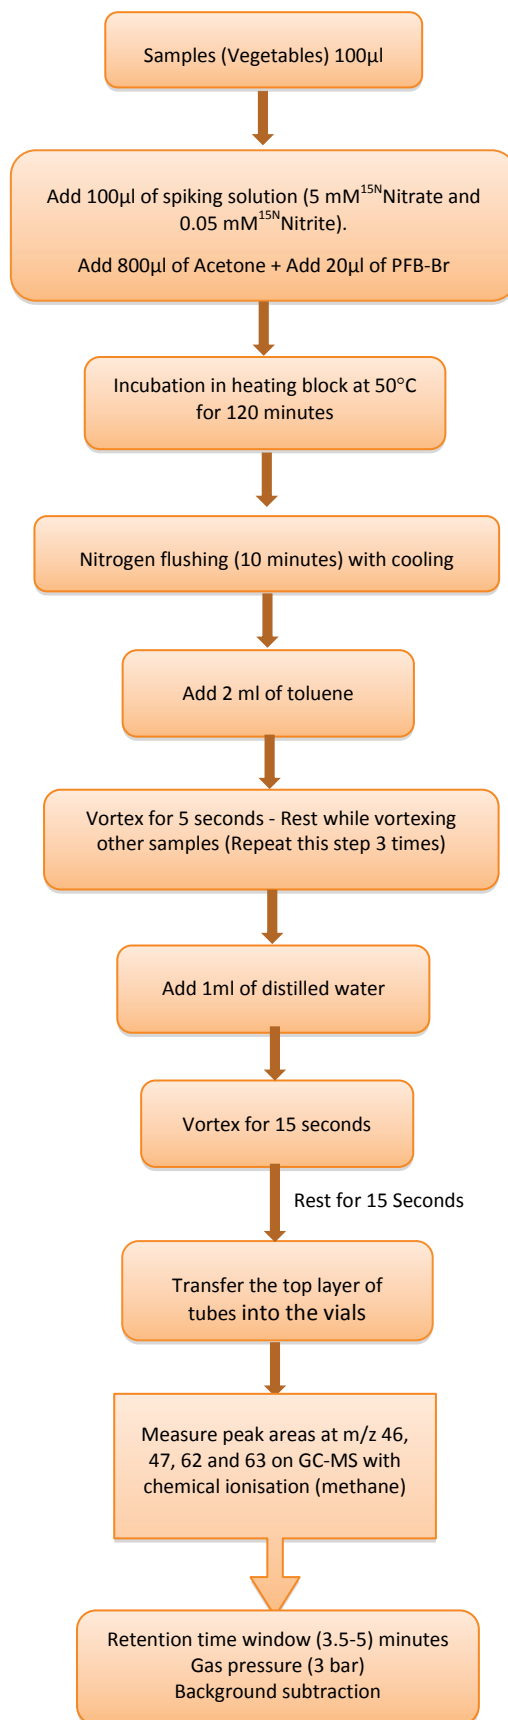 Samples (Vegetables) 100µl
Add 100µl of spiking solution (5 mM¹⁵ᴺNitrate and
0.05 mM¹⁵ᴺNitrite).
Add 800µl of Acetone + Add 20µl of PFB-Br
Incubation in heating block at 50°C
for 120 minutes
Nitrogen flushing (10 minutes) with cooling
Add 2 ml of toluene
Vortex for 5 seconds - Rest while vortexing
other samples (Repeat this step 3 times)
Add 1ml of distilled water
Vortex for 15 seconds
Rest for 15 Seconds
Transfer the top layer of
tubes into the vials
Measure peak areas at m/z 46,
47, 62 and 63 on GC-MS with
chemical ionisation (methane)
Retention time window (3.5-5) minutes
Gas pressure (3 bar)
Background subtraction